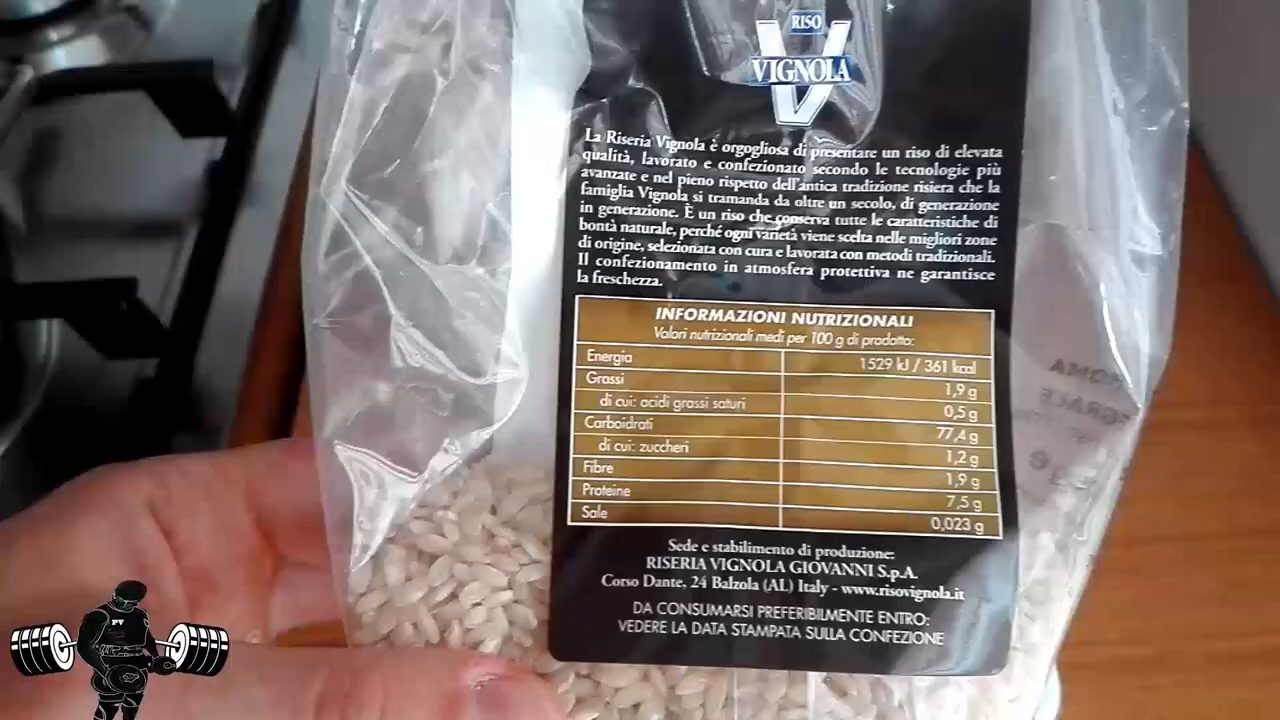 RISO
VIGNOLA
La Riseria Vignola è orgogliosa di presentare un riso di elevata
qualità, lavorato e confezionato secondo le tecnologie più
avanzate e nel pieno rispetto dell'antica tradizione risiera che la
famiglia Vignola si tramanda da oltre un secolo, di generazione
in generazione. È un riso che conserva tutte le caratteristiche di
bontà naturale, perché ogni varietà viene scelta nelle migliori zone
di origine, selezionata con cura e lavorata con metodi tradizionali.
Il confezionamento in atmosfera protettiva ne garantisce
la freschezza.
INFORMAZIONI NUTRIZIONALI
Valori nutrizionali medi per 100 g di prodotto:
Energia 1529 kJ / 361 kcal
Grassi 1,9 g
di cui: acidi grassi saturi 0,5 g
Carboidrati 77,4 g
di cui: zuccheri 1,2 g
Fibre 1,9 g
Proteine 7,5 g
Sale 0,023 g
Sede e stabilimento di produzione:
RISERIA VIGNOLA GIOVANNI S.p.A.
Corso Dante, 24 Balzola (AL) Italy - www.risovignola.it
DA CONSUMARSI PREFERIBILMENTE ENTRO:
VEDERE LA DATA STAMPATA SULLA CONFEZIONE